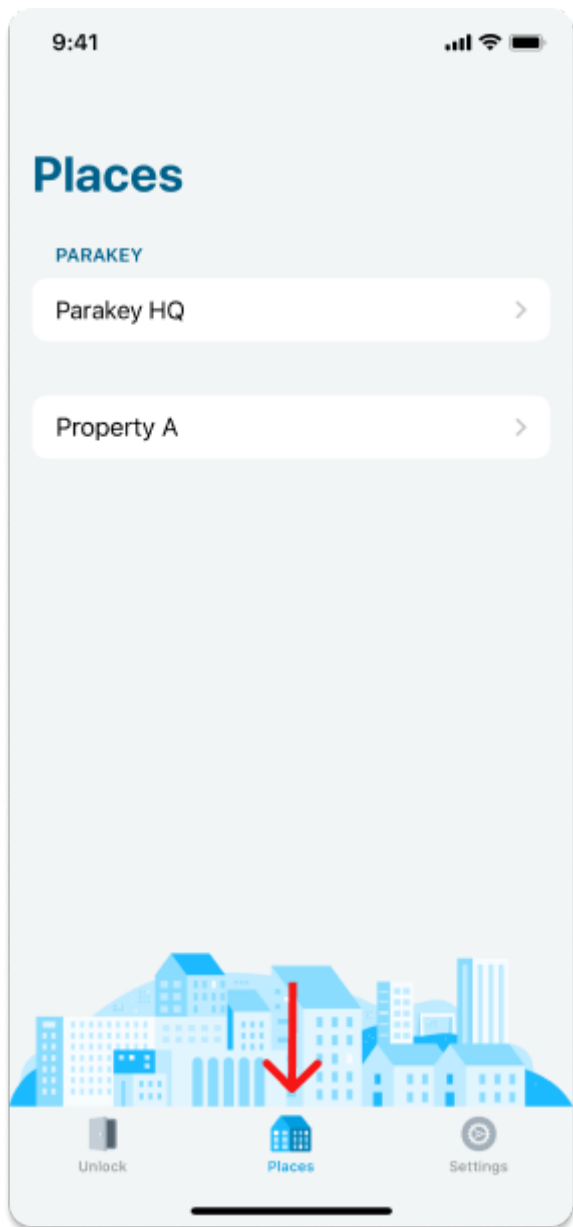 9:41
Places
PARAKEY
Parakey HQ
Property A
Unlock
Places
Settings